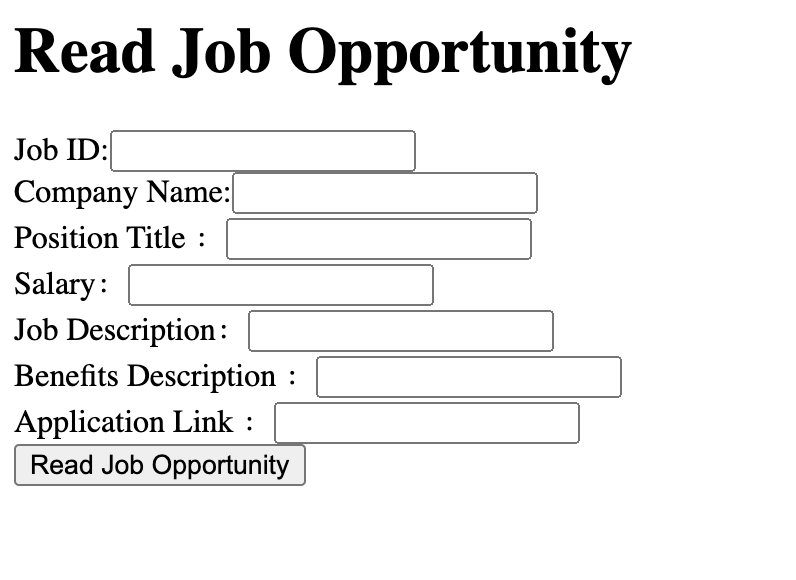 Read Job Opportunity
Job ID:
Company Name:
Position Title :
Salary:
Job Description:
Benefits Description :
Application Link :
Read Job Opportunity